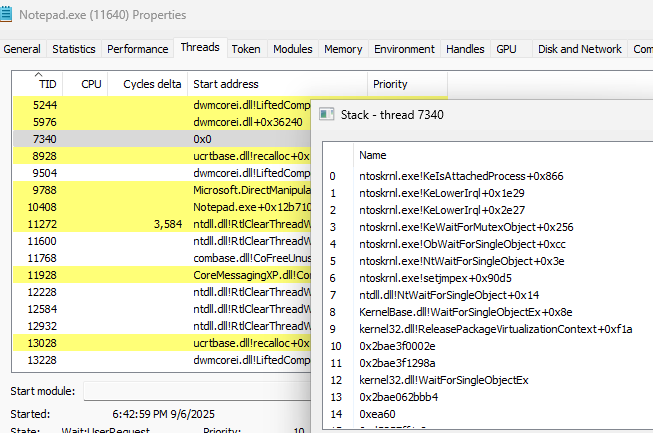 Notepad.exe (11640) Properties
General Statistics Performance Threads Token Modules Memory Environment Handles GPU Disk and Network Com
TID CPU Cycles delta Start address Priority
5244 dwmcorei.dll!LiftedComp
5976 dwmcorei.dll+0x36240
7340 0x0
8928 ucrtbase.dll!recalloc+0x
9504 dwmcorei.dll!LiftedComp
9788 Microsoft.DirectManipula
10408 Notepad.exe+0x12b710
11272 3,584 ntdll.dll!RtlClearThreadW
11600 ntdll.dll!RtlClearThreadW
11768 combase.dll!CoFreeUnus
11928 CoreMessagingXP.dll!Co
12228 ntdll.dll!RtlClearThreadW
12584 ntdll.dll!RtlClearThreadW
12932 ntdll.dll!RtlClearThreadW
13028 ucrtbase.dll!recalloc+0x
13228 dwmcorei.dll!LiftedComp
Start module:
Started: 6:42:59 PM 9/6/2025
State: Wait:UserRequest Priority: 10
Stack - thread 7340
Name
0 ntoskrnl.exe!KeIsAttachedProcess+0x866
1 ntoskrnl.exe!KeLowerIrql+0x1e29
2 ntoskrnl.exe!KeLowerIrql+0x2e27
3 ntoskrnl.exe!KeWaitForMutexObject+0x256
4 ntoskrnl.exe!ObWaitForSingleObject+0xcc
5 ntoskrnl.exe!NtWaitForSingleObject+0x3e
6 ntoskrnl.exe!setjmpex+0x90d5
7 ntdll.dll!NtWaitForSingleObject+0x14
8 KernelBase.dll!WaitForSingleObjectEx+0x8e
9 kernel32.dll!ReleasePackageVirtualizationContext+0xf1a
10 0x2bae3f0002e
11 0x2bae3f1298a
12 kernel32.dll!WaitForSingleObjectEx
13 0x2bae062bbb4
14 0xea60